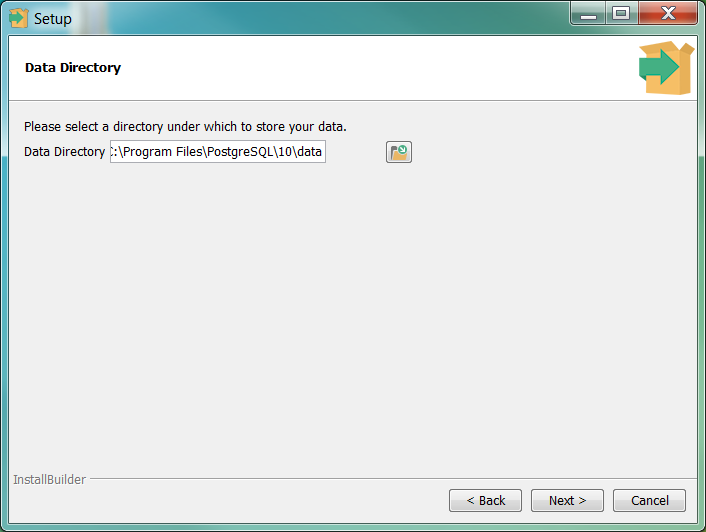 Setup
Data Directory
Please select a directory under which to store your data.
Data Directory C:\Program Files\PostgreSQL\10\data
InstallBuilder
< Back Next > Cancel